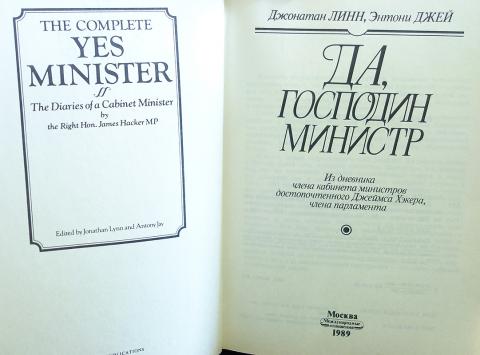 THE COMPLETE
YES
MINISTER
The Diaries of a Cabinet Minister
by
the Right Hon. James Hacker MP
Edited by Jonathan Lynn and Antony Jay
Джонатан ЛИНН, Энтони ДЖЕЙ
ДА,
ГОСПОДИН
МИНИСТР
Из дневника
члена кабинета министров
достопочтенного Джеймса Хэкера,
члена парламента
Москва
Международные
отношения
1989